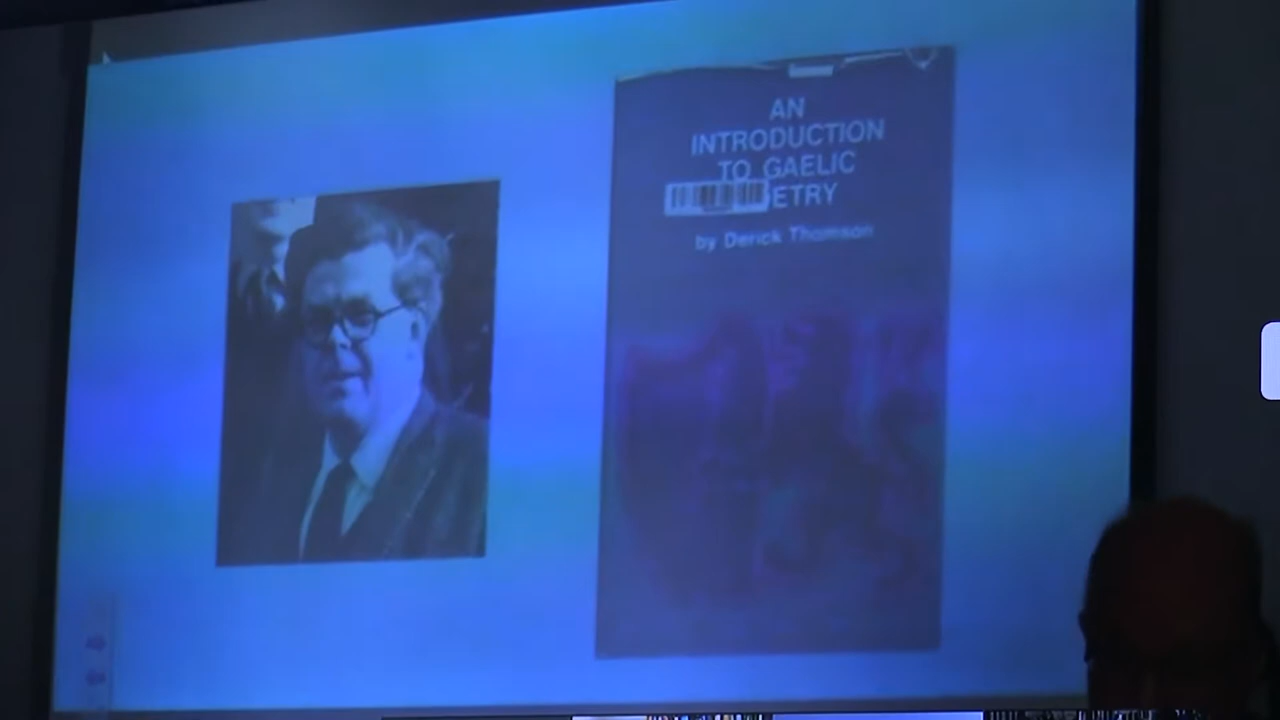 AN
INTRODUCTION
TO GAELIC
ETRY
by Derick Thomson